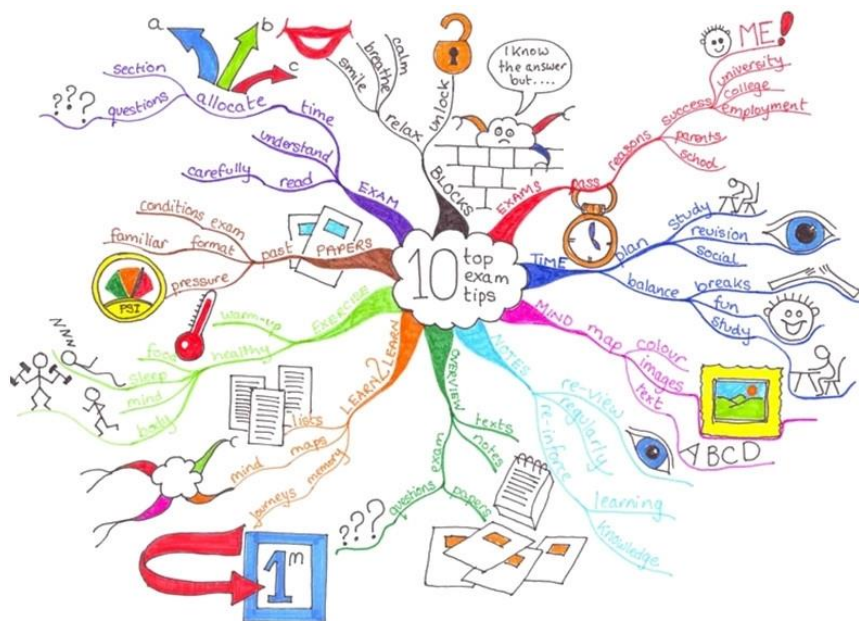 10 top
exam
tips
EXAMS
pass
reasons
success
ME!
university
college
employment
parents
school
TIME
plan
study
revision
social
balance
breaks
fun
study
MIND
map
colour
images
text
ABCD
NOTES
re-view
regularly
re-inforce
learning
knowledge
OVERVIEW
texts
notes
exam
papers
questions
???
LEARN2LEARN
lists
mind maps
journeys memory
1m
EXERCISE
warm-up
healthy
food
sleep
mind
body
NNN
PAPERS
past
conditions exam
familiar format
pressure
PSI
EXAM
time
allocate
section
questions
???
a
b
c
understand
read
carefully
BLOCKS
relax
smile
breathe
calm
unlock
I know
the answer
but....